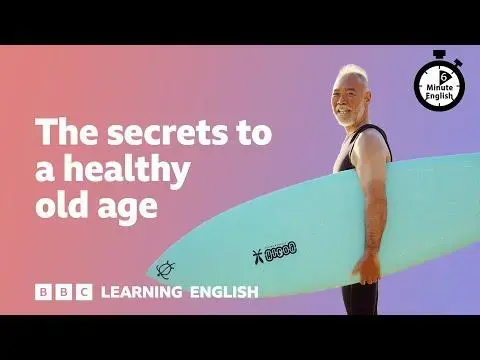 6
Minute
English
The secrets to
a healthy
old age
BBC LEARNING ENGLISH